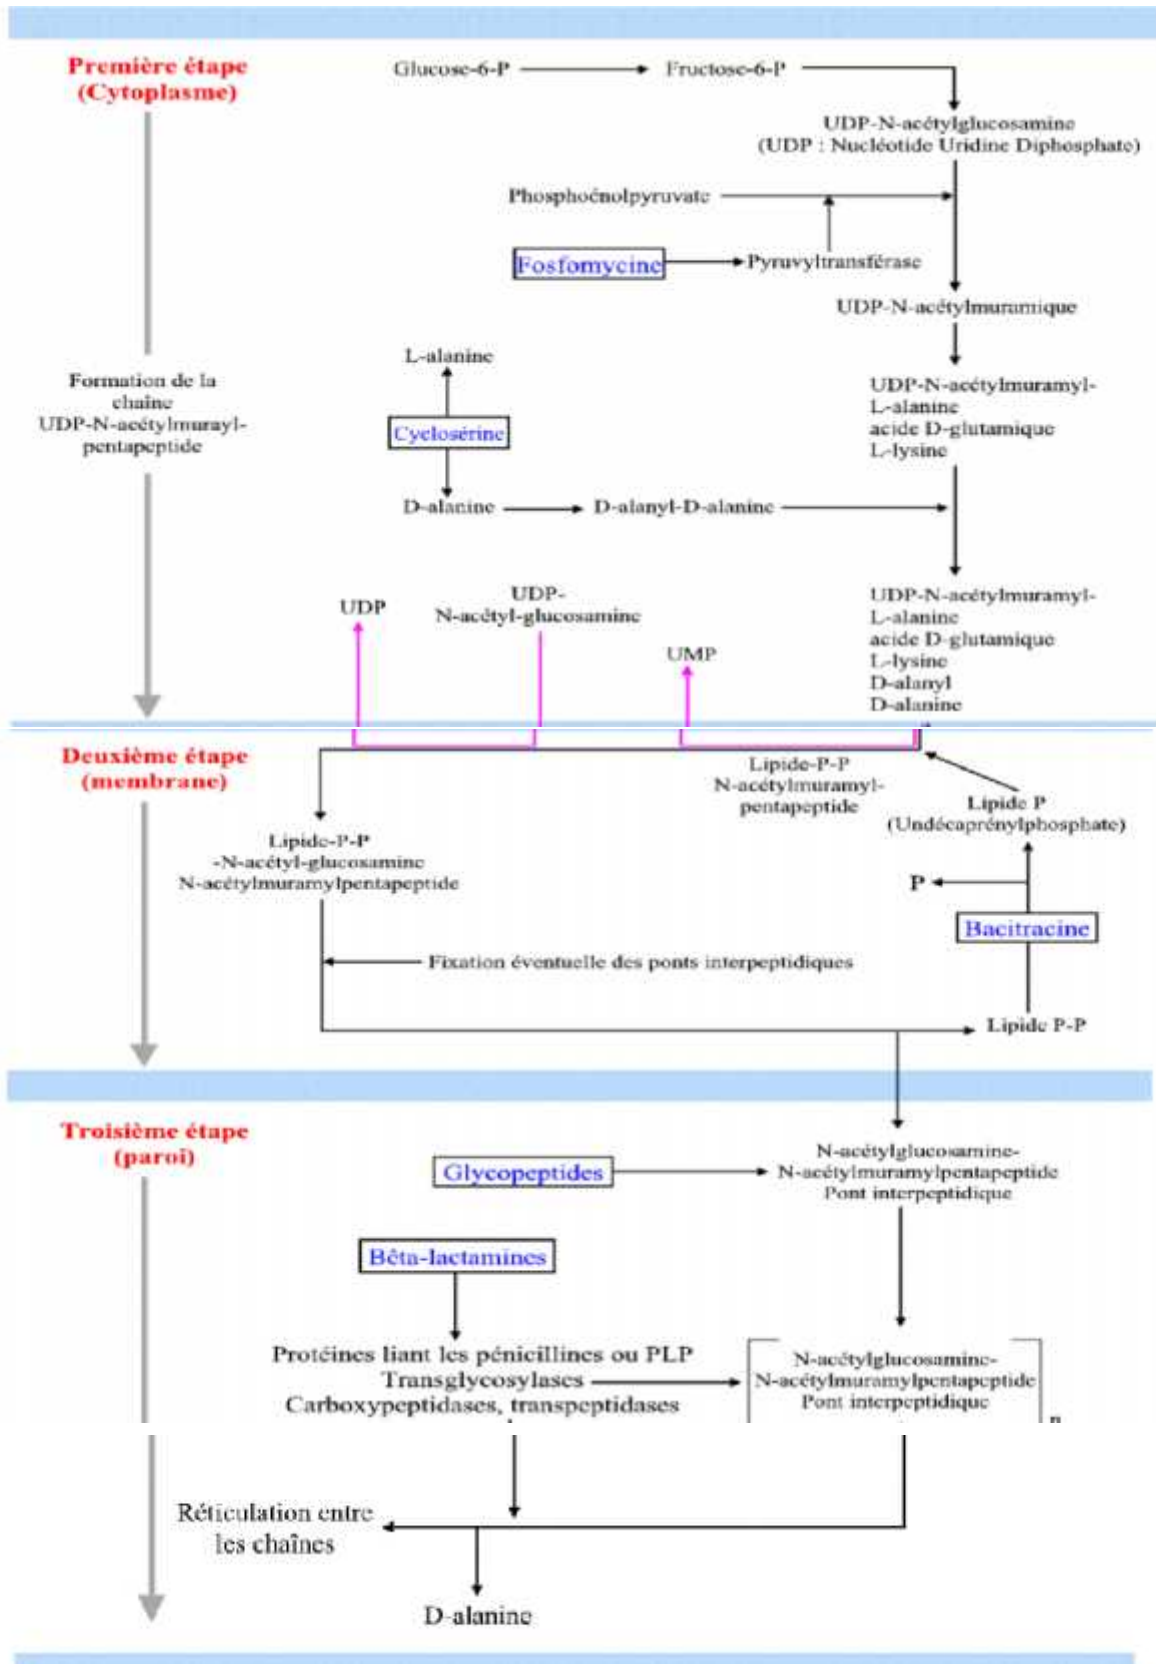 Première étape
(Cytoplasme)
Glucose-6-P
Fructose-6-P
UDP-N-acétylglucosamine
(UDP : Nucléotide Uridine Diphosphate)
Phosphoénolpyruvate
Fosfomycine
Pyruvyltransférase
UDP-N-acétylmuramique
L-alanine
Formation de la
chaîne
UDP-N-acétylmurayl-
pentapeptide
Cyclosérine
UDP-N-acétylmuramyl-
L-alanine
acide D-glutamique
L-lysine
D-alanine
D-alanyl-D-alanine
UDP
UDP-
N-acétyl-glucosamine
UMP
UDP-N-acétylmuramyl-
L-alanine
acide D-glutamique
L-lysine
D-alanyl
D-alanine
Deuxième étape
(membrane)
Lipide-P-P
N-acétylmuramyl-
pentapeptide
Lipide P
(Undécaprénylphosphate)
Lipide-P-P
-N-acétyl-glucosamine
N-acétylmuramylpentapeptide
P
Bacitracine
Fixation éventuelle des ponts interpeptidiques
Lipide P-P
Troisième étape
(paroi)
Glycopeptides
N-acétylglucosamine-
N-acétylmuramylpentapeptide
Pont interpeptidique
Bêta-lactamines
Protéines liant les pénicillines ou PLP
Transglycosylases
Carboxypeptidases, transpeptidases
N-acétylglucosamine-
N-acétylmuramylpentapeptide
Pont interpeptidique
n
Réticulation entre
les chaînes
D-alanine